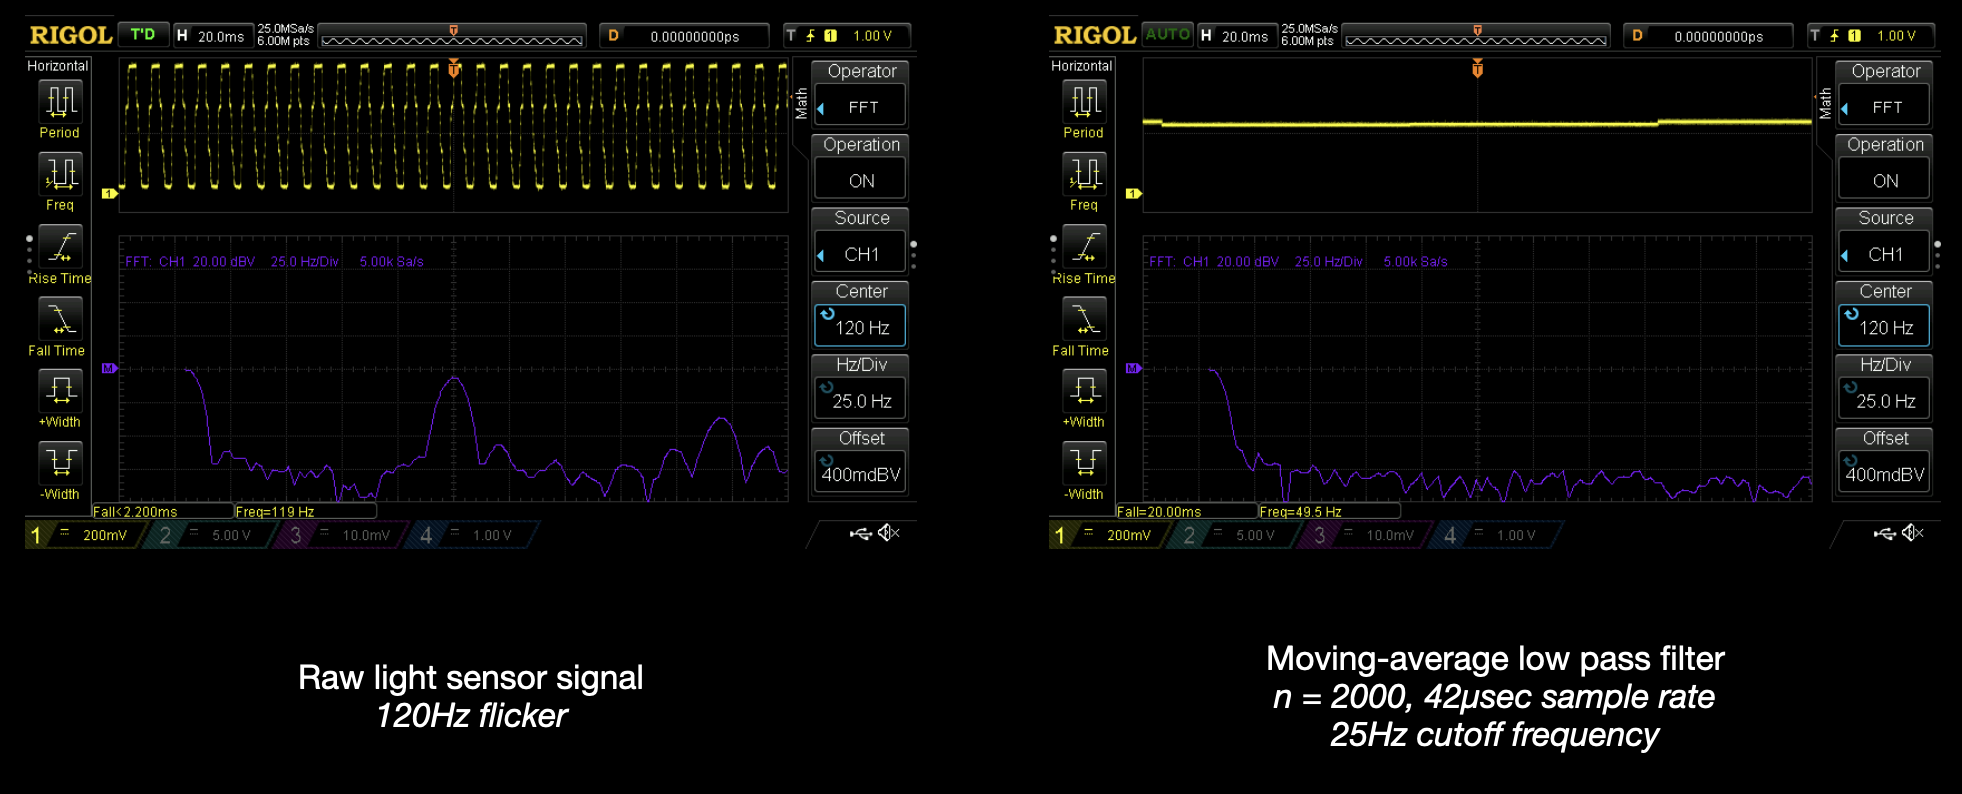 RIGOL T'D H 20.0ms 25.0MSa/s 6.00M pts D 0.00000000ps T 1 1.00 V
Horizontal
Period
Freq
Rise Time
Fall Time
+Width
-Width
T
1
FFT: CH1 20.00 dBV 25.0 Hz/Div 5.00k Sa/s
M
Math
Operator
FFT
Operation
ON
Source
CH1
Center
120 Hz
Hz/Div
25.0 Hz
Offset
400mdBV
Fall<2.200ms Freq=119 Hz
1 200mV 2 5.00 V 3 10.0mV 4 1.00 V
RIGOL AUTO H 20.0ms 25.0MSa/s 6.00M pts D 0.00000000ps T 1 1.00 V
Horizontal
Period
Freq
Rise Time
Fall Time
+Width
-Width
T
1
FFT: CH1 20.00 dBV 25.0 Hz/Div 5.00k Sa/s
M
Math
Operator
FFT
Operation
ON
Source
CH1
Center
120 Hz
Hz/Div
25.0 Hz
Offset
400mdBV
Fall=20.00ms Freq=49.5 Hz
1 200mV 2 5.00 V 3 10.0mV 4 1.00 V
Raw light sensor signal
120Hz flicker
Moving-average low pass filter
n = 2000, 42µsec sample rate
25Hz cutoff frequency